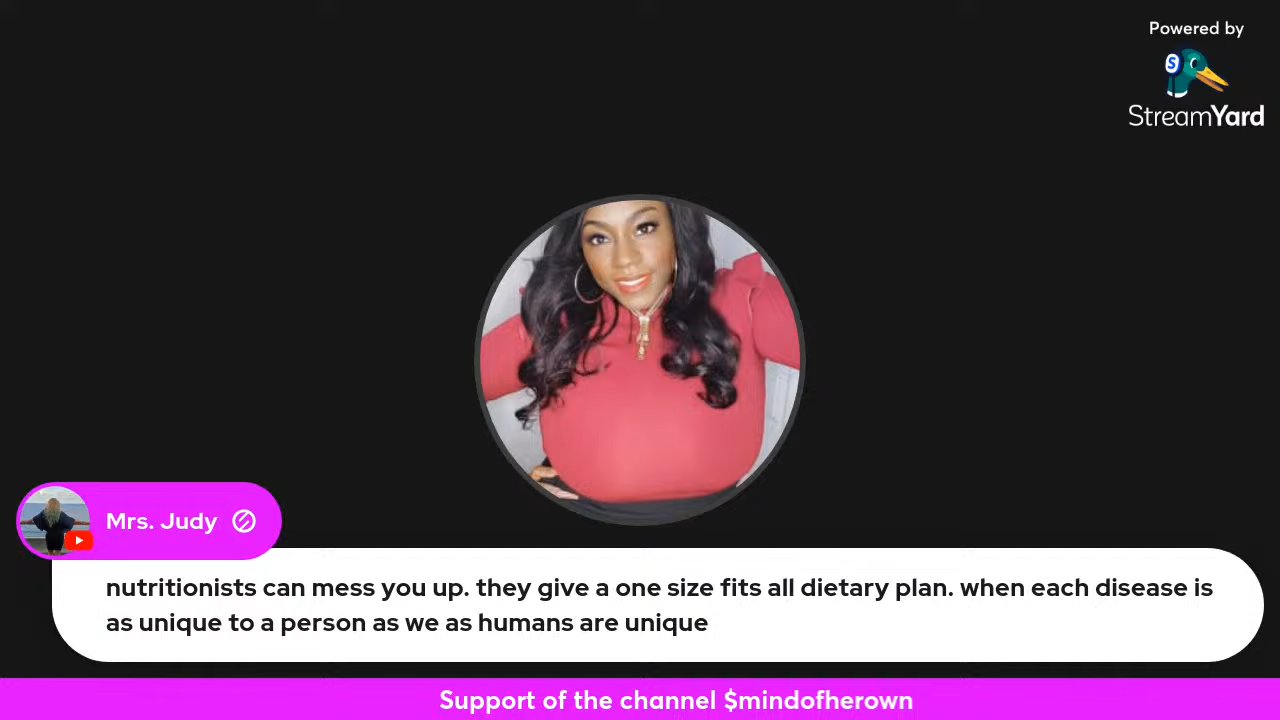 Powered by
S
StreamYard
Mrs. Judy
nutritionists can mess you up. they give a one size fits all dietary plan. when each disease is
as unique to a person as we as humans are unique
Support of the channel $mindofherown